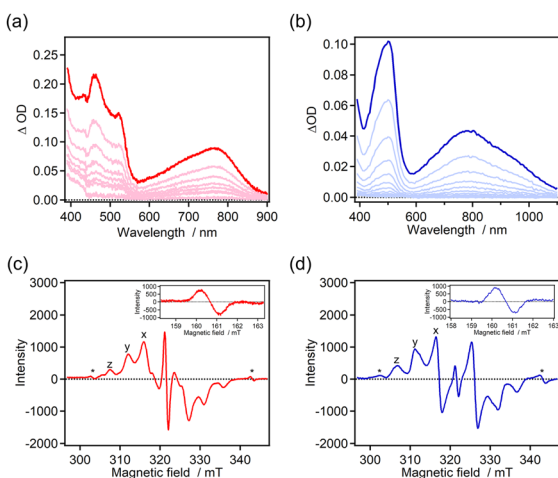 (a)
0.25
0.20
0.15
0.10
0.05
0.00
Δ OD
400 500 600 700 800 900
Wavelength / nm
(b)
0.10
0.08
0.06
0.04
0.02
0.00
ΔOD
400 600 800 1000
Wavelength / nm
(c)
3000
2000
1000
0
-1000
-2000
Intensity
z y x
* *
300 310 320 330 340
Magnetic field / mT
1000
500
0
-500
-1000
Intensity
159 160 161 162 163
Magnetic field / mT
(d)
3000
2000
1000
0
-1000
-2000
Intensity
z y x
* *
300 310 320 330 340
Magnetic field / mT
1000
500
0
-500
-1000
Intensity
158 159 160 161 162 163
Magnetic field / mT